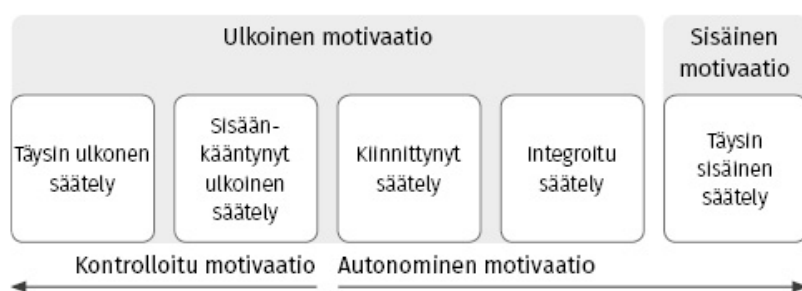 Ulkoinen motivaatio
Sisäinen
motivaatio
Täysin ulkonen
säätely
Sisään-
kääntynyt
ulkoinen
säätely
Kiinnittynyt
säätely
Integroitu
säätely
Täysin
sisäinen
säätely
Kontrolloitu motivaatio
Autonominen motivaatio